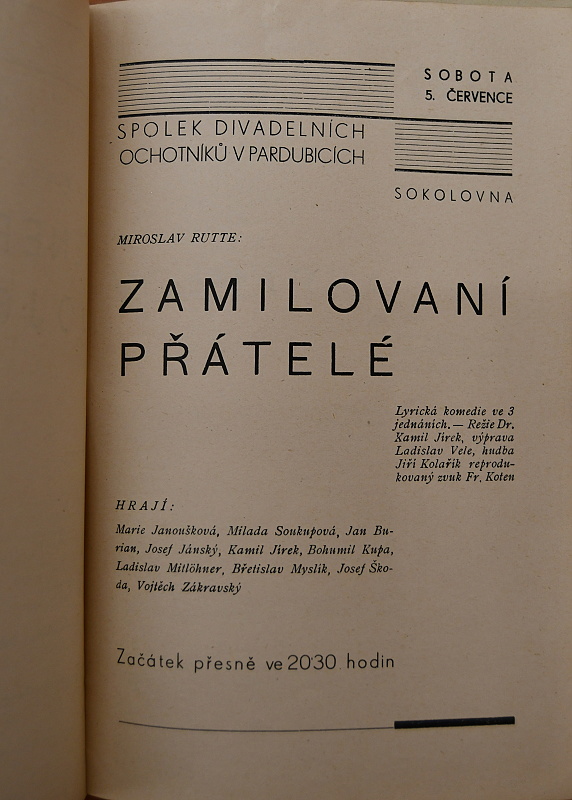 SOBOTA
5. ČERVENCE
SPOLEK DIVADELNÍCH
OCHOTNÍKŮ V PARDUBICÍCH
SOKOLOVNA
MIROSLAV RUTTE:
ZAMILOVANÍ
PŘÁTELÉ
Lyrická komedie ve 3
jednáních. — Režie Dr.
Kamil Jírek, výprava
Ladislav Vele, hudba
Jiří Kolařík reprodu-
kovaný zvuk Fr. Koten
HRAJÍ:
Marie Janoušková, Milada Soukupová, Jan Bu-
rian, Josef Jánský, Kamil Jírek, Bohumil Kupa,
Ladislav Mitlöhner, Břetislav Myslík, Josef Ško-
da, Vojtěch Zákravský
Začátek přesně ve 20·30 hodin